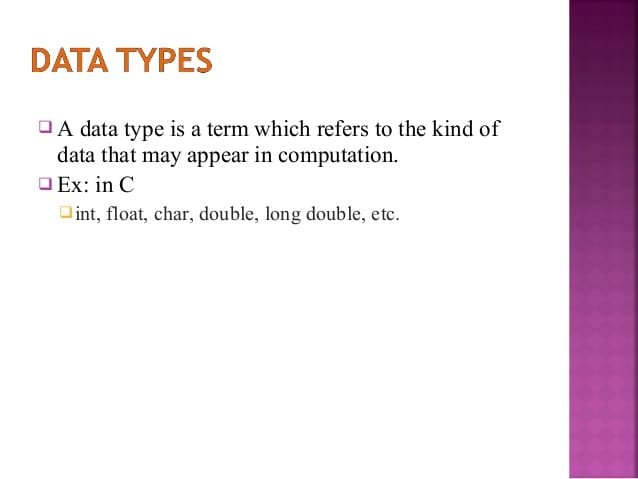 DATA TYPES
A data type is a term which refers to the kind of
data that may appear in computation.
Ex: in C
int, float, char, double, long double, etc.